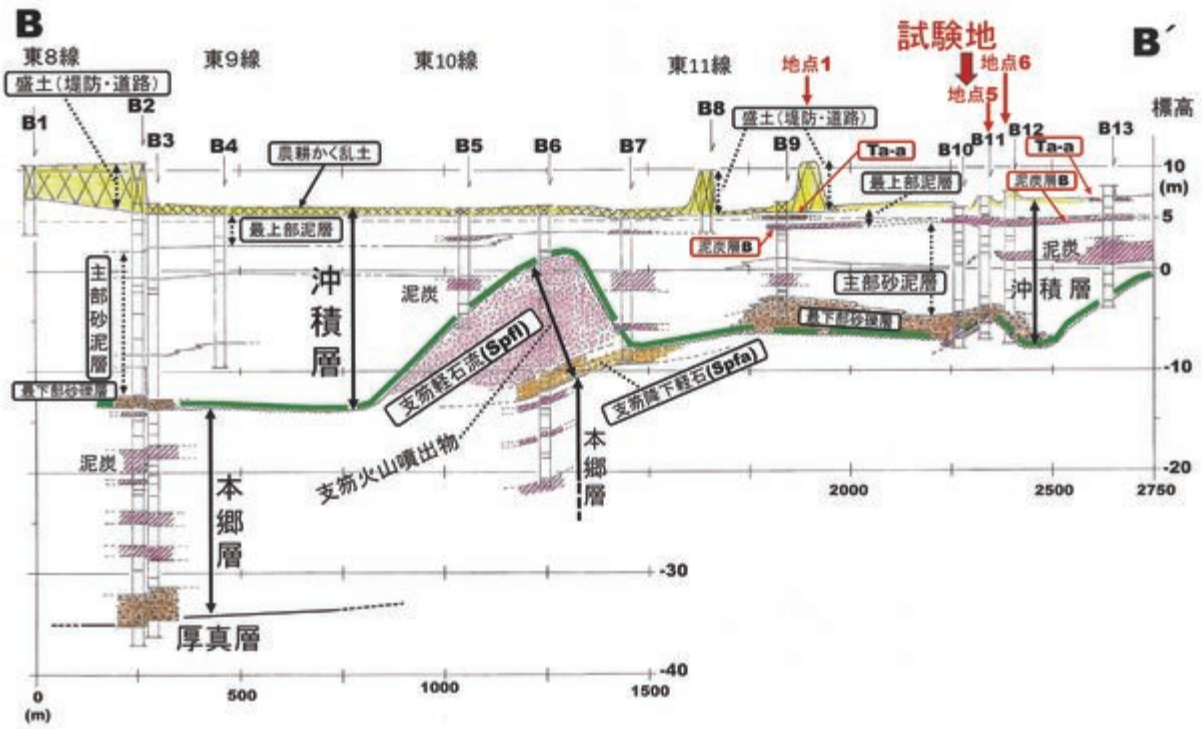 B
B´
東8線
東9線
東10線
東11線
試験地
地点1
地点6
地点5
盛土(堤防・道路)
盛土(堤防・道路)
標高
B1
B2
B3
B4
B5
B6
B7
B8
B9
B10
B11
B12
B13
農耕かく乱土
Ta-a
Ta-a
最上部泥層
最上部泥層
泥炭層B
泥炭層B
10
(m)
5
0
-10
-20
-30
-40
主部砂泥層
主部砂泥層
沖積層
沖積層
泥炭
泥炭
泥炭
最下部砂礫層
最下部砂礫層
支笏軽石流(Spfl)
支笏降下軽石(Spfa)
支笏火山噴出物
本郷層
本郷層
厚真層
0
(m)
500
1000
1500
2000
2500
2750